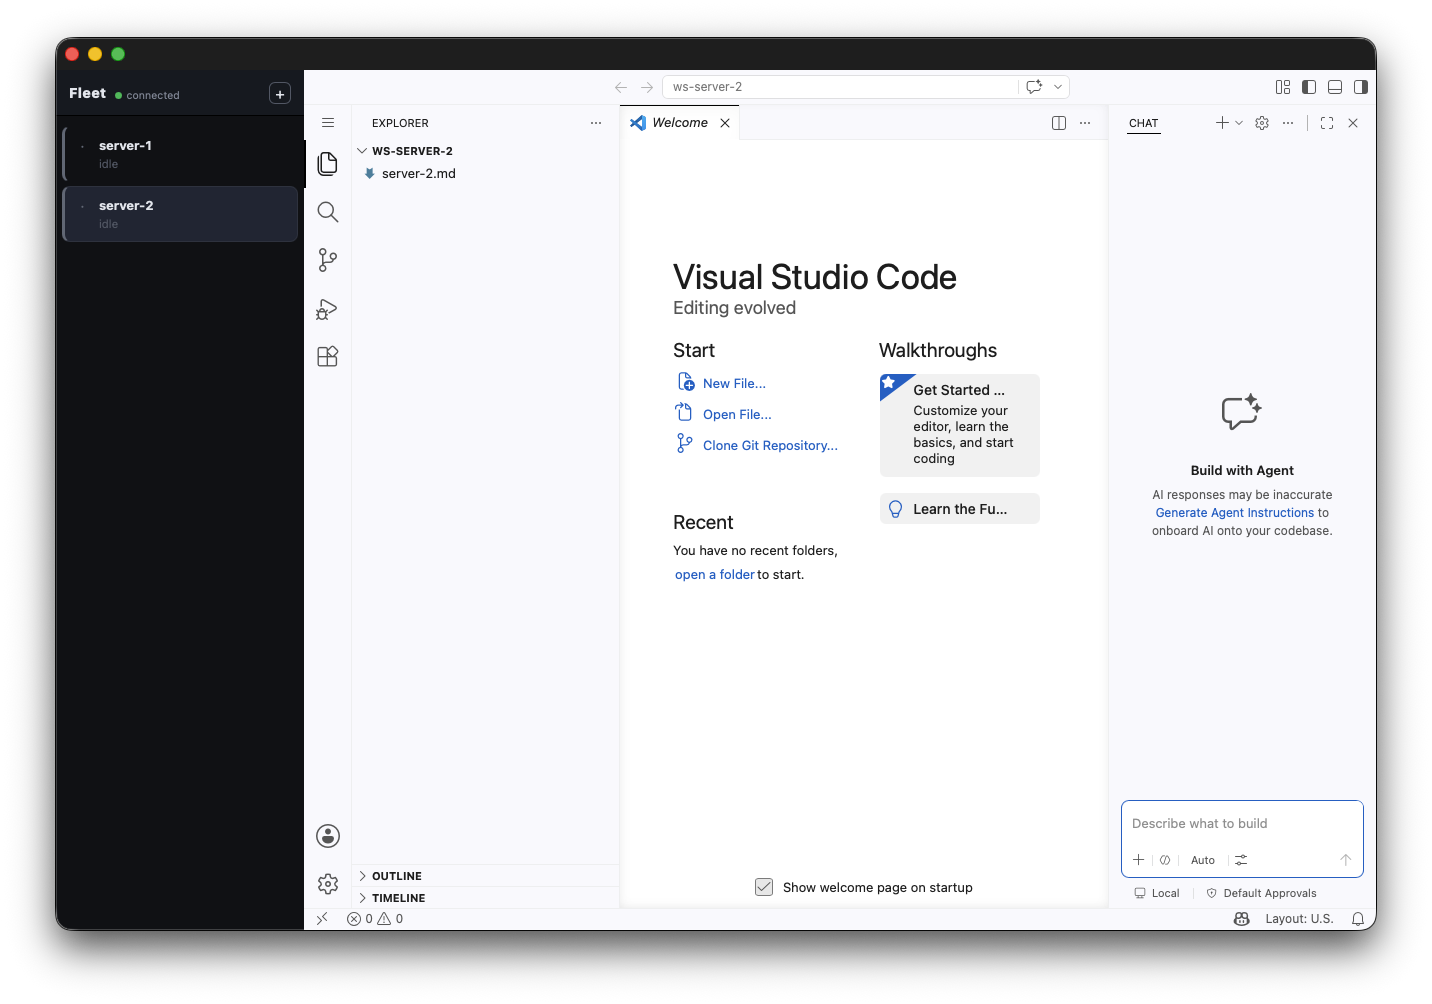 Fleet connected
+
server-1
idle
server-2
idle
ws-server-2
EXPLORER
WS-SERVER-2
server-2.md
OUTLINE
TIMELINE
Welcome
Visual Studio Code
Editing evolved
Start
New File...
Open File...
Clone Git Repository...
Recent
You have no recent folders,
open a folder to start.
Walkthroughs
Get Started ...
Customize your
editor, learn the
basics, and start
coding
Learn the Fu...
Show welcome page on startup
CHAT
Build with Agent
AI responses may be inaccurate
Generate Agent Instructions to
onboard AI onto your codebase.
Describe what to build
Auto
Local
Default Approvals
0 0
Layout: U.S.